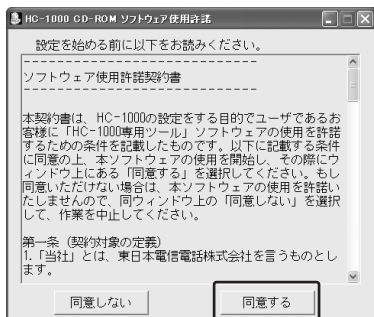 HC-1000 CD-ROM ソフトウェア使用許諾
設定を始める前に以下をお読みください。
--------------------------------
ソフトウェア使用許諾契約書
--------------------------------
本契約書は、HC-1000の設定をする目的でユーザであるお
客様に「HC-1000専用ツール」ソフトウェアの使用を許諾
するための条件を記載したものです。以下に記載する条件
に同意の上、本ソフトウェアの使用を開始し、その際にウ
ィンドウ上にある「同意する」を選択してください。もし
同意いただけない場合は、本ソフトウェアの使用を許諾い
たしませんので、同ウィンドウ上の「同意しない」を選択
して、作業を中止してください。
第一条（契約対象の定義）
1.「当社」とは、東日本電信電話株式会社を言うものとし
ます。
同意しない
同意する